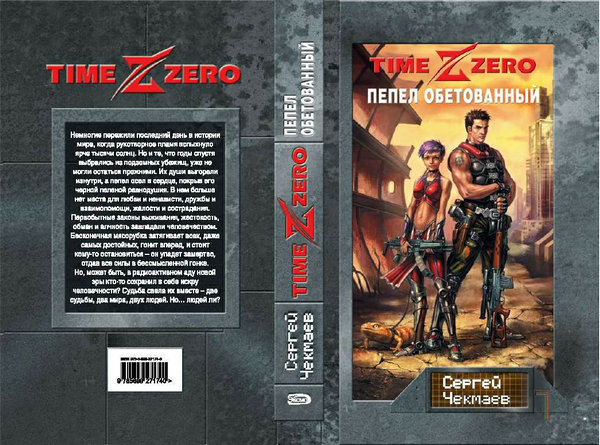 TIME ZERO
Немногие пережили последний день в истории
мира, когда рукотворное пламя вспыхнуло
ярче тысячи солнц. Но и те, что годы спустя
выбрались из подземных убежищ, уже не
могли остаться прежними. Их души выгорели
изнутри, а пепел осел в сердце, покрыв его
черной пеленой равнодушия. В нем больше
нет места для любви и ненависти, дружбы и
взаимопомощи, жалости и сострадания.
Первобытные законы выживания, жестокость,
обман и алчность завладели человечеством.
Бесконечная мясорубка затягивает всех, даже
самых достойных, гонит вперед, и стоит
кому-то остановиться – он упадет замертво,
отдав все силы в бессмысленной гонке.
Но, может быть, в радиоактивном аду новой
эры кто-то сохранил в себе искру
человечности? Судьба свела их вместе – две
судьбы, два мира, двух людей. Но... людей ли?
9 785699 271740
ПЕПЕЛ
ОБЕТОВАННЫЙ
TIME ZERO
Сергей
Чекмаев
ЭКСМО
TIME ZERO
ПЕПЕЛ ОБЕТОВАННЫЙ
Сергей
Чекмаев